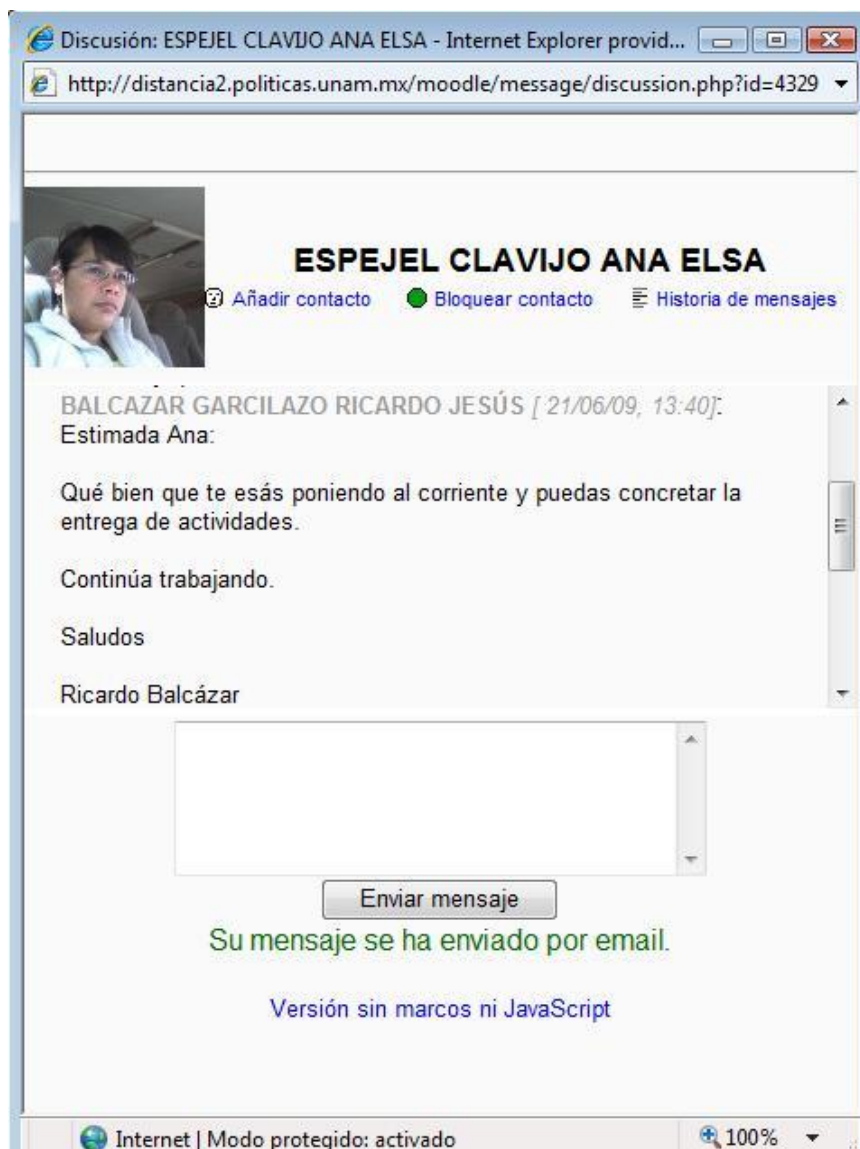 Discusión: ESPEJEL CLAVIJO ANA ELSA - Internet Explorer provid...
http://distancia2.politicas.unam.mx/moodle/message/discussion.php?id=4329
ESPEJEL CLAVIJO ANA ELSA
Añadir contacto Bloquear contacto Historia de mensajes
BALCAZAR GARCILAZO RICARDO JESÚS [ 21/06/09, 13:40]:
Estimada Ana:
Qué bien que te esás poniendo al corriente y puedas concretar la
entrega de actividades.
Continúa trabajando.
Saludos
Ricardo Balcázar
Enviar mensaje
Su mensaje se ha enviado por email.
Versión sin marcos ni JavaScript
Internet | Modo protegido: activado 100%